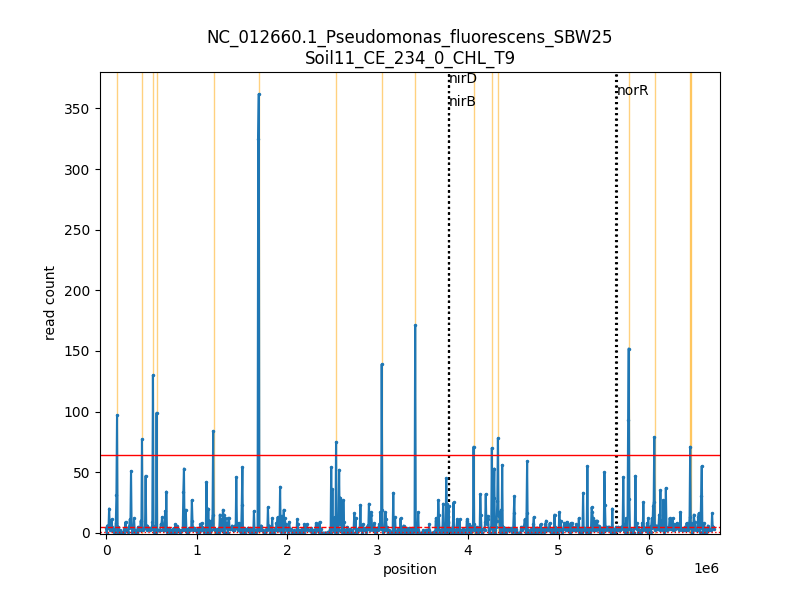 NC_012660.1_Pseudomonas_fluorescens_SBW25
Soil11_CE_234_0_CHL_T9
nirD
nirB
norR
350
300
250
200
150
100
50
0
read count
0 1 2 3 4 5 6
1e6
position